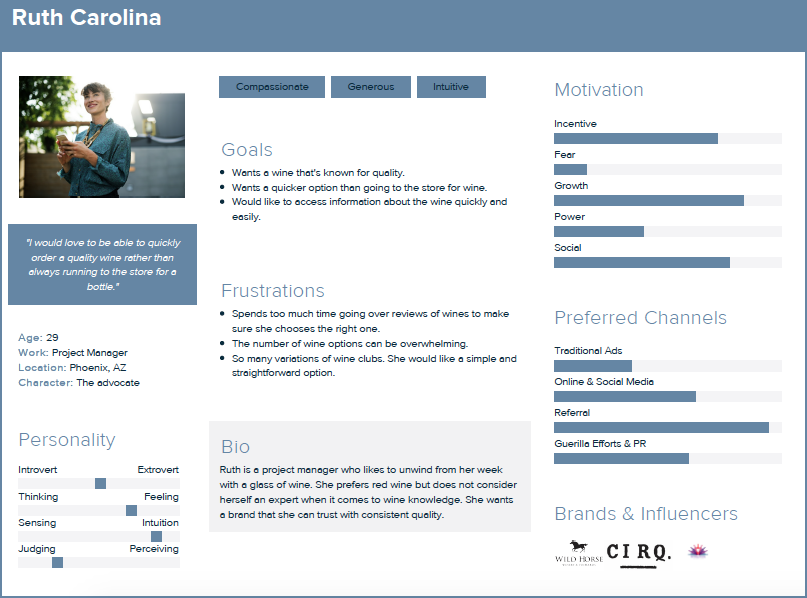 Ruth Carolina
Compassionate
Generous
Intuitive
"I would love to be able to quickly
order a quality wine rather than
always running to the store for a
bottle."
Age: 29
Work: Project Manager
Location: Phoenix, AZ
Character: The advocate
Personality
Introvert Extrovert
Thinking Feeling
Sensing Intuition
Judging Perceiving
Goals
Wants a wine that's known for quality.
Wants a quicker option than going to the store for wine.
Would like to access information about the wine quickly and
easily.
Frustrations
Spends too much time going over reviews of wines to make
sure she chooses the right one.
The number of wine options can be overwhelming.
So many variations of wine clubs. She would like a simple and
straightforward option.
Bio
Ruth is a project manager who likes to unwind from her week
with a glass of wine. She prefers red wine but does not consider
herself an expert when it comes to wine knowledge. She wants
a brand that she can trust with consistent quality.
Motivation
Incentive
Fear
Growth
Power
Social
Preferred Channels
Traditional Ads
Online & Social Media
Referral
Guerilla Efforts & PR
Brands & Influencers
WILD HORSE
CIRQ.